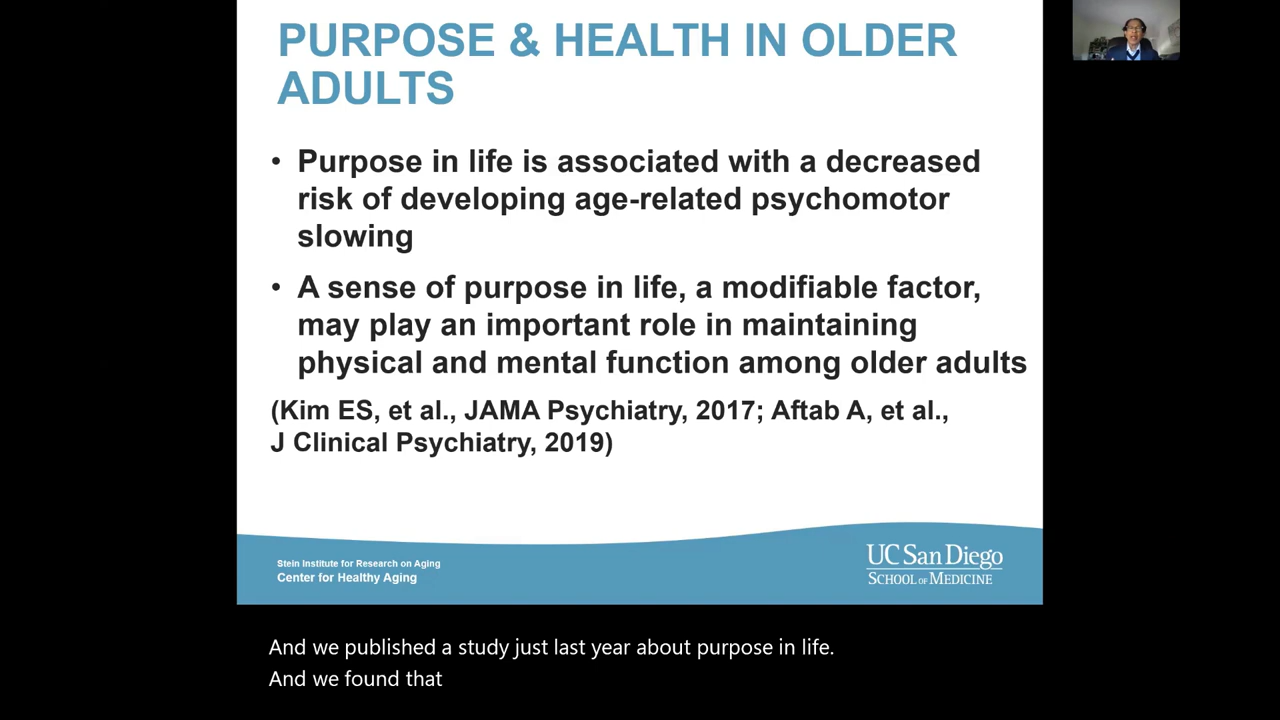 PURPOSE & HEALTH IN OLDER
ADULTS
• Purpose in life is associated with a decreased
risk of developing age-related psychomotor
slowing
• A sense of purpose in life, a modifiable factor,
may play an important role in maintaining
physical and mental function among older adults
(Kim ES, et al., JAMA Psychiatry, 2017; Aftab A, et al.,
J Clinical Psychiatry, 2019)
Stein Institute for Research on Aging
Center for Healthy Aging
UC San Diego
SCHOOL OF MEDICINE
And we published a study just last year about purpose in life.
And we found that